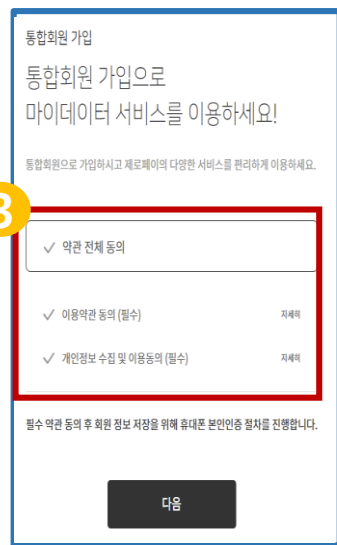 통합회원 가입
통합회원 가입으로
마이데이터 서비스를 이용하세요!
통합회원으로 가입하시고 제로페이의 다양한 서비스를 편리하게 이용하세요.
3
약관 전체 동의
이용약관 동의 (필수) 자세히
개인정보 수집 및 이용동의 (필수) 자세히
필수 약관 동의 후 회원 정보 저장을 위해 휴대폰 본인인증 절차를 진행합니다.
다음